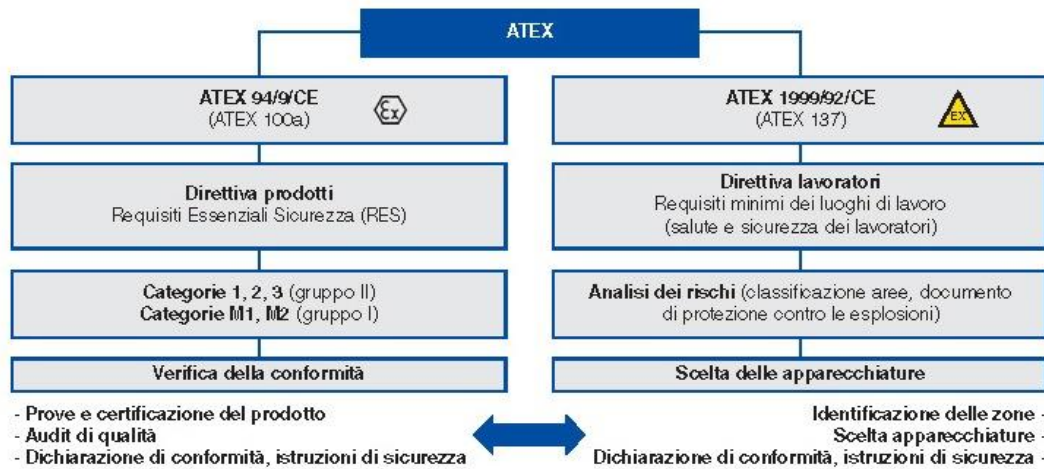 ATEX
ATEX 94/9/CE
(ATEX 100a)
Ex
ATEX 1999/92/CE
(ATEX 137)
EX
Direttiva prodotti
Requisiti Essenziali Sicurezza (RES)
Direttiva lavoratori
Requisiti minimi dei luoghi di lavoro
(salute e sicurezza dei lavoratori)
Categorie 1, 2, 3 (gruppo II)
Categorie M1, M2 (gruppo I)
Analisi dei rischi (classificazione aree, documento
di protezione contro le esplosioni)
Verifica della conformità
Scelta delle apparecchiature
- Prove e certificazione del prodotto
- Audit di qualità
- Dichiarazione di conformità, istruzioni di sicurezza
Identificazione delle zone -
Scelta apparecchiature -
Dichiarazione di conformità, istruzioni di sicurezza -